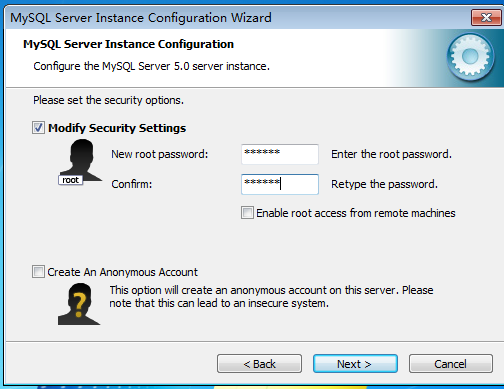 MySQL Server Instance Configuration Wizard
MySQL Server Instance Configuration
Configure the MySQL Server 5.0 server instance.
Please set the security options.
Modify Security Settings
root
New root password: ****** Enter the root password.
Confirm: ****** Retype the password.
Enable root access from remote machines
Create An Anonymous Account
This option will create an anonymous account on this server. Please
note that this can lead to an insecure system.
< Back Next > Cancel